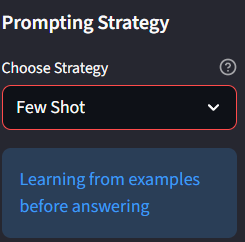 Prompting Strategy
Choose Strategy
Few Shot
Learning from examples
before answering